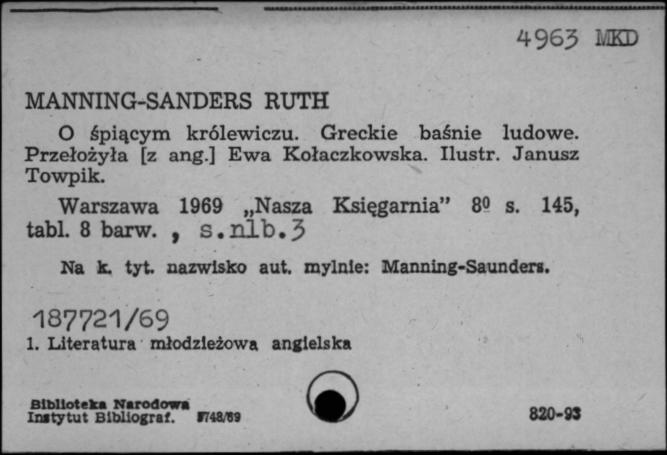 4963 MKD
MANNING-SANDERS RUTH
O śpiącym królewiczu. Greckie baśnie ludowe.
Przełożyła [z ang.] Ewa Kołaczkowska. Ilustr. Janusz
Towpik.
Warszawa 1969 „Nasza Księgarnia” 8º s. 145,
tabl. 8 barw. , s.nlb.3
Na k. tyt. nazwisko aut. mylnie: Manning-Saunders.
187721/69
1. Literatura młodzieżowa angielska
Biblioteka Narodowa
Instytut Bibliograf. 5748/69
820-93